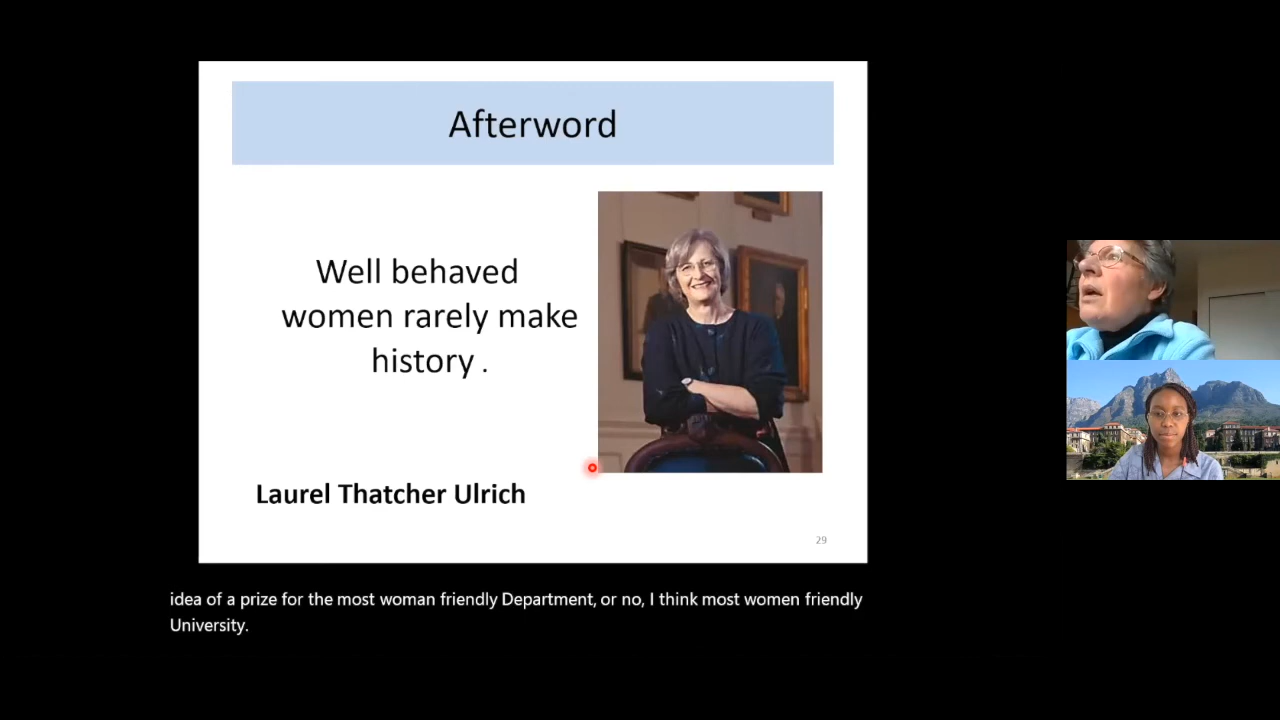 Afterword
Well behaved
women rarely make
history .
Laurel Thatcher Ulrich
29
idea of a prize for the most woman friendly Department, or no, I think most women friendly
University.